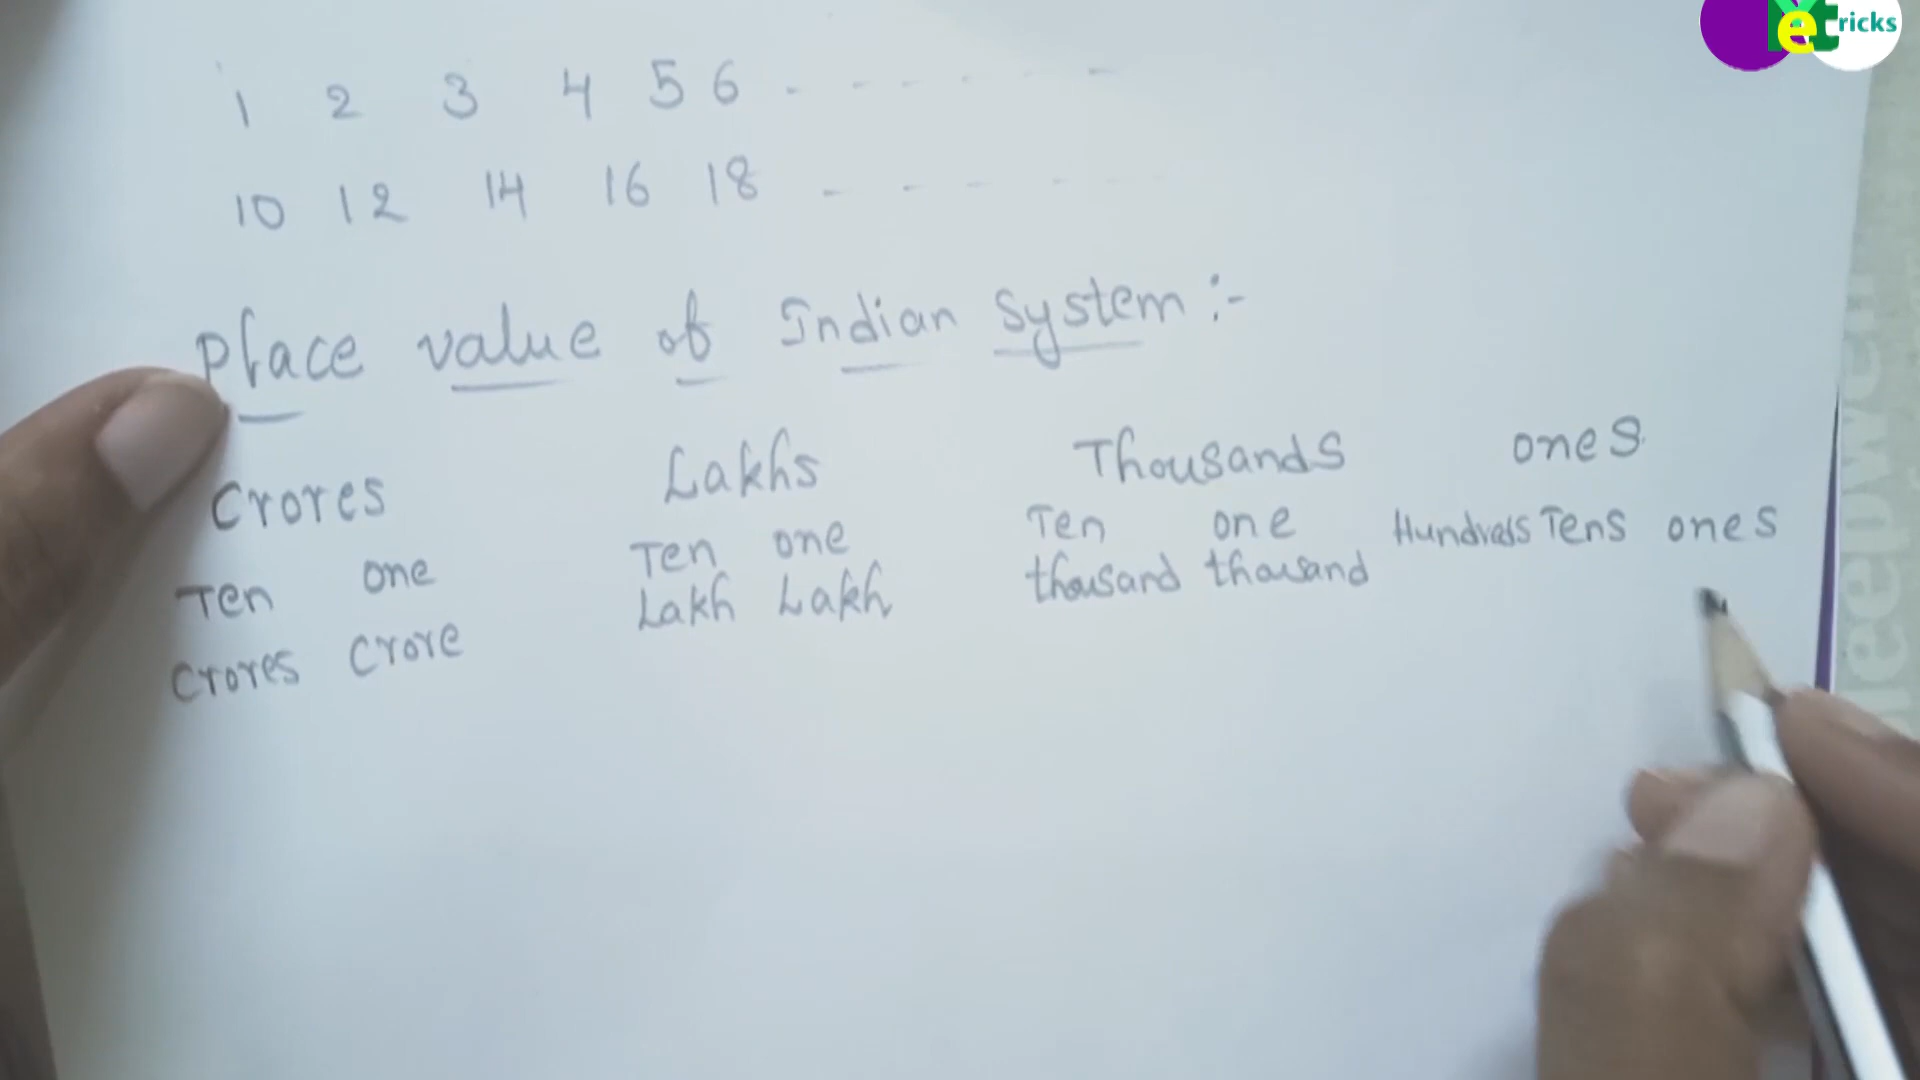 yetricks
1 2 3 4 5 6 - - - - - -
10 12 14 16 18 - - - - - -
Place value of Indian System :-
Crores Lakhs Thousands ones
Ten one Ten one Ten one Hundreds Tens ones
Crores Crore Lakh Lakh thousand thousand